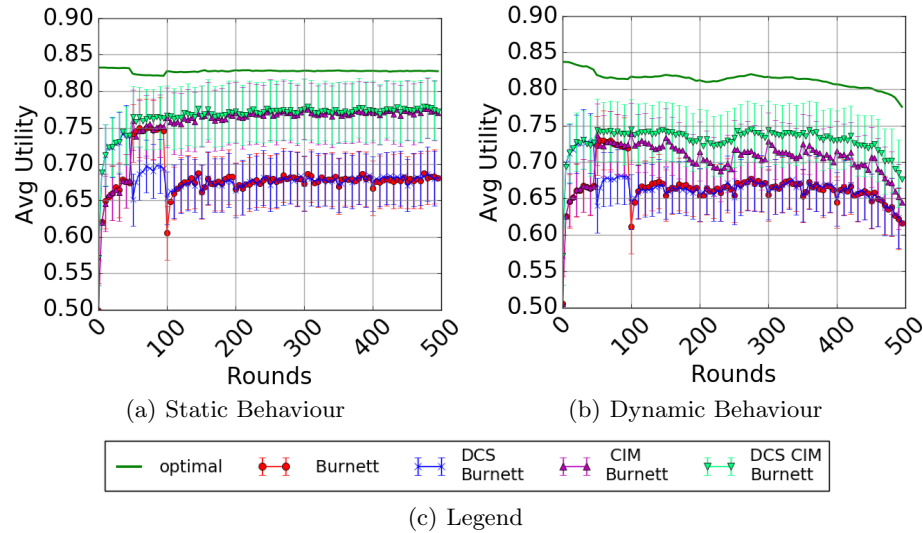 0.90
0.85
0.80
0.75
0.70
0.65
0.60
0.55
0.50
Avg Utility
0
100
200
300
400
500
Rounds
(a) Static Behaviour
0.90
0.85
0.80
0.75
0.70
0.65
0.60
0.55
0.50
Avg Utility
0
100
200
300
400
500
Rounds
(b) Dynamic Behaviour
optimal
Burnett
DCS
Burnett
CIM
Burnett
DCS CIM
Burnett
(c) Legend